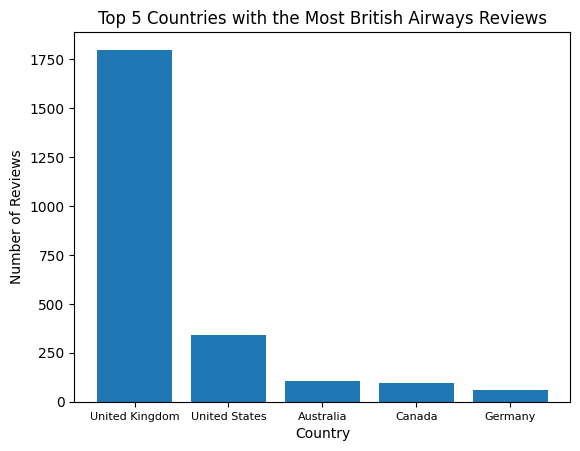 Top 5 Countries with the Most British Airways Reviews
Number of Reviews
1750
1500
1250
1000
750
500
250
0
United Kingdom United States Australia Canada Germany
Country